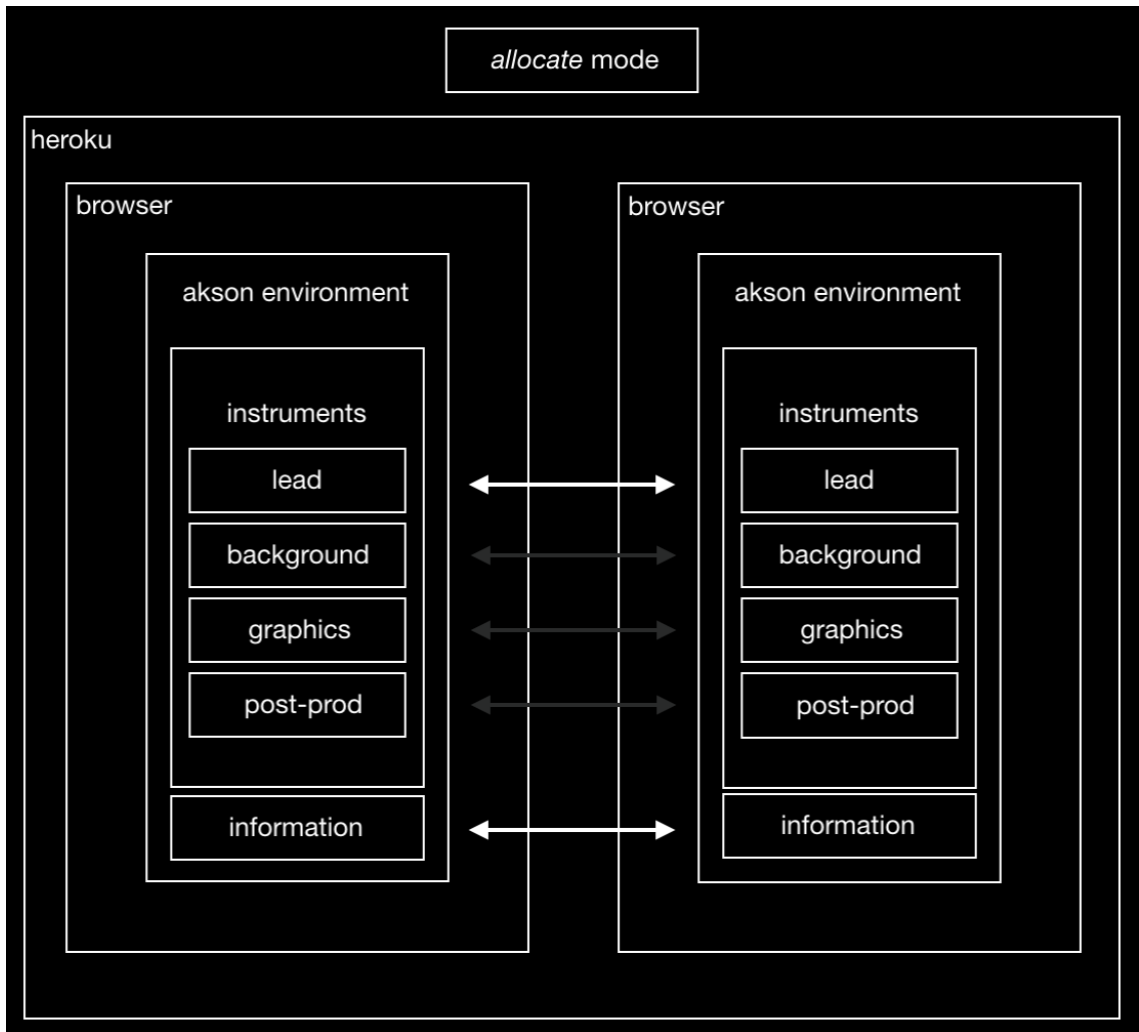 allocate mode
heroku
browser
akson environment
instruments
lead
background
graphics
post-prod
information
browser
akson environment
instruments
lead
background
graphics
post-prod
information